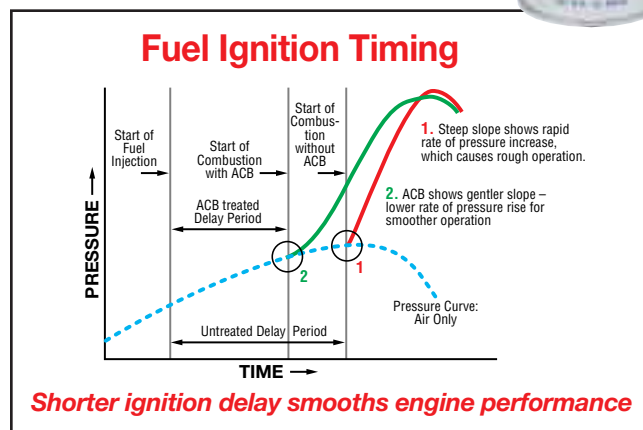 Fuel Ignition Timing
Start of
Fuel
Injection
Start of
Combustion
with ACB
Start of
Combus-
tion
without
ACB
1. Steep slope shows rapid
rate of pressure increase,
which causes rough operation.
2. ACB shows gentler slope –
lower rate of pressure rise for
smoother operation
ACB treated
Delay Period
PRESSURE
2
1
Pressure Curve:
Air Only
Untreated Delay Period
TIME
Shorter ignition delay smooths engine performance